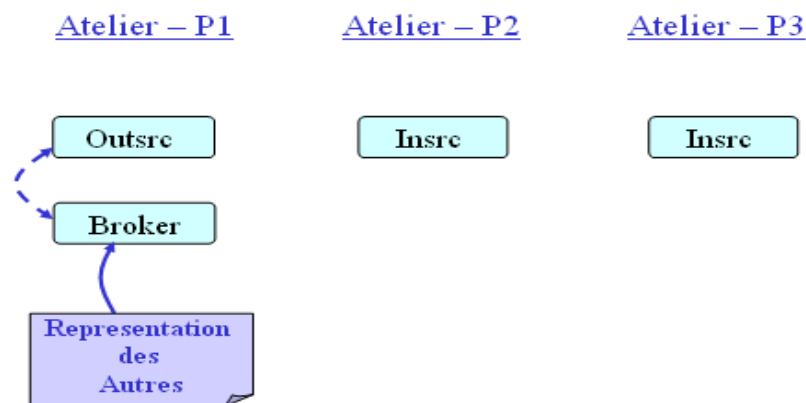 Atelier – P1
Atelier – P2
Atelier – P3
Outsrc
Insrc
Insrc
Broker
Representation
des
Autres